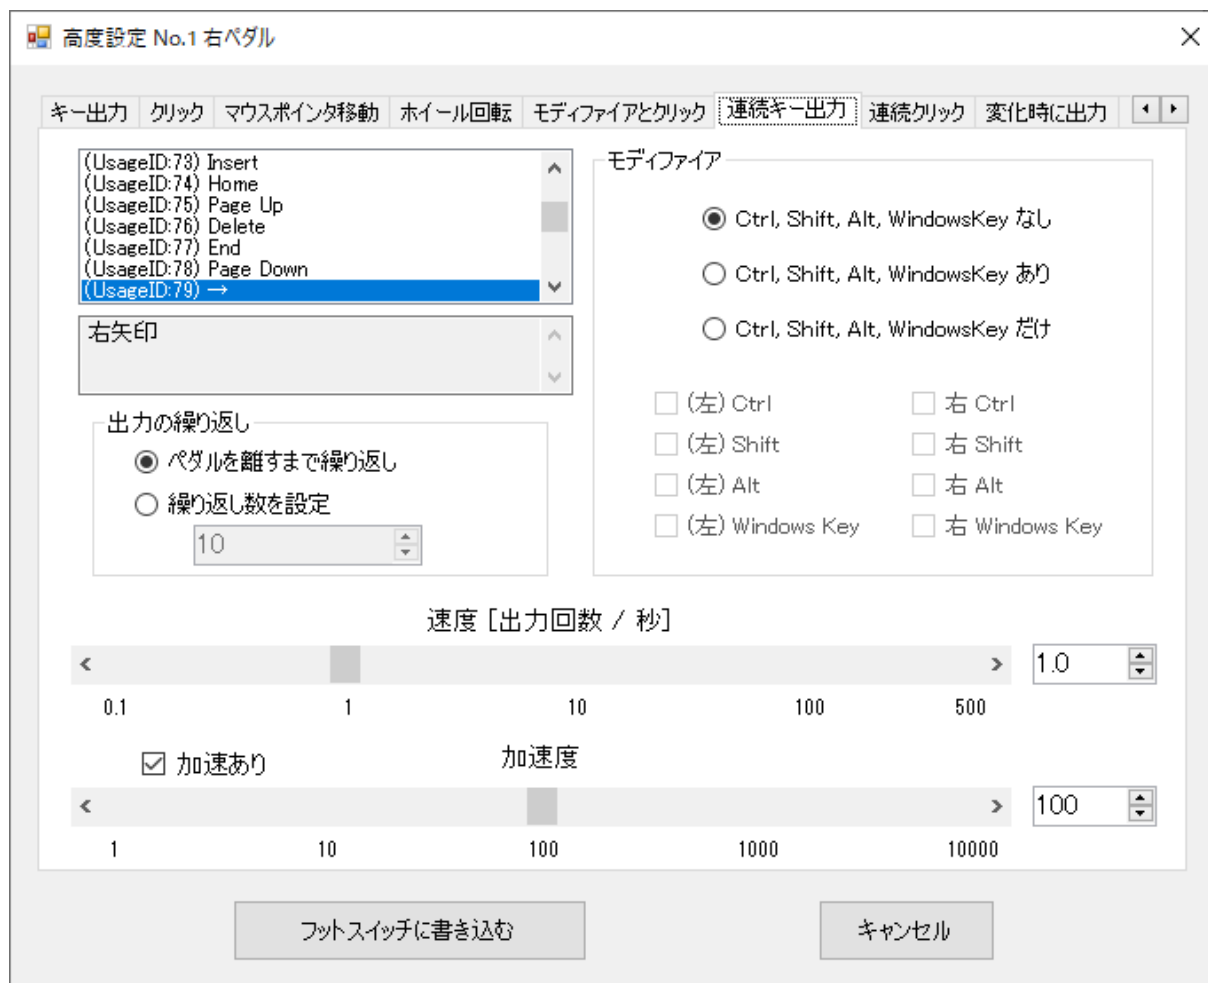 高度設定 No.1 右ペダル
キー出力 クリック マウスポインタ移動 ホイール回転 モディファイアとクリック 連続キー出力 連続クリック 変化時に出力
(UsageID:73) Insert
(UsageID:74) Home
(UsageID:75) Page Up
(UsageID:76) Delete
(UsageID:77) End
(UsageID:78) Page Down
(UsageID:79) →
右矢印
出力の繰り返し
ペダルを離すまで繰り返し
繰り返し数を設定
10
モディファイア
Ctrl, Shift, Alt, WindowsKey なし
Ctrl, Shift, Alt, WindowsKey あり
Ctrl, Shift, Alt, WindowsKey だけ
(左) Ctrl 右 Ctrl
(左) Shift 右 Shift
(左) Alt 右 Alt
(左) Windows Key 右 Windows Key
速度 [出力回数 / 秒]
1.0
0.1 1 10 100 500
加速あり 加速度
100
1 10 100 1000 10000
フットスイッチに書き込む キャンセル